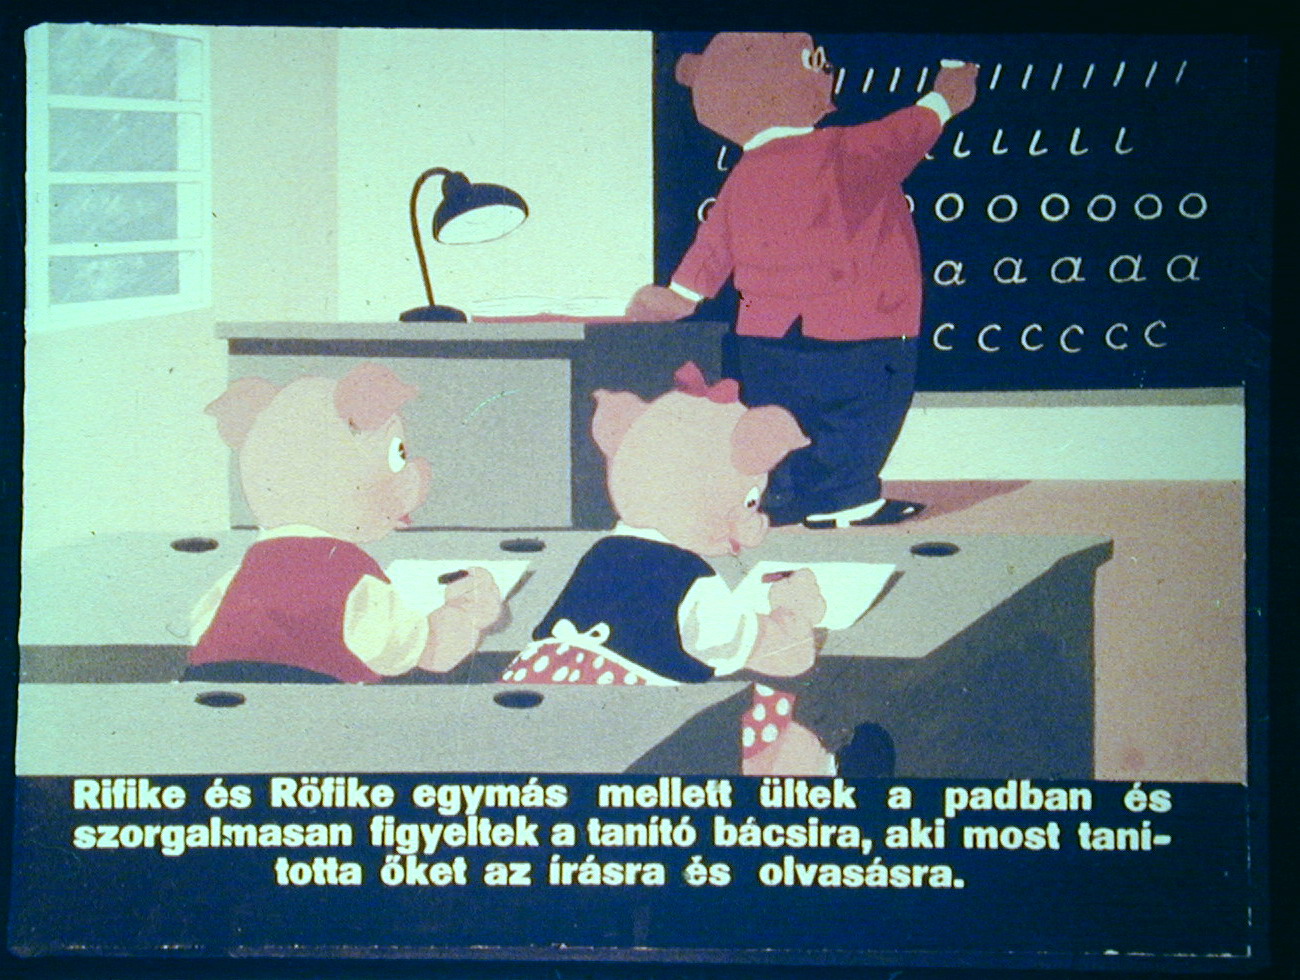 ı ı ı ı ı ı ı ı ı ı ı ı
ι ι ι ι ι ι
o o o o o o o o
a a a a a
c c c c c c
Rifike és Röfike egymás mellett ültek a padban és
szorgalmasan figyeltek a tanító bácsira, aki most tani-
totta őket az írásra és olvasásra.